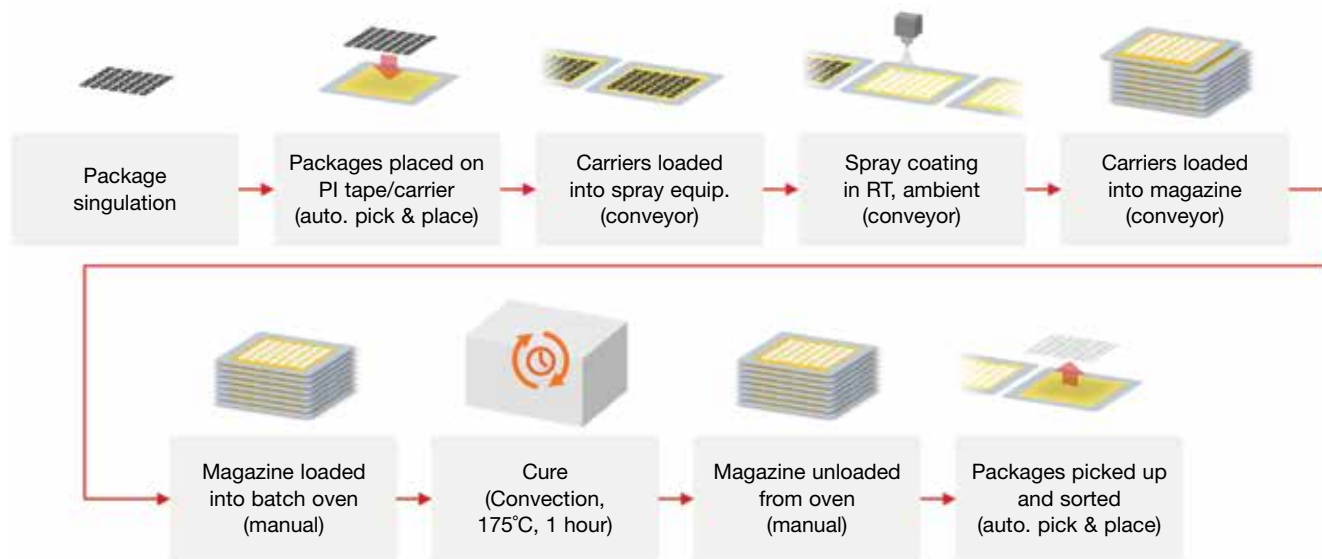 Package
singulation
Packages placed on
PI tape/carrier
(auto. pick & place)
Carriers loaded
into spray equip.
(conveyor)
Spray coating
in RT, ambient
(conveyor)
Carriers loaded
into magazine
(conveyor)
Magazine loaded
into batch oven
(manual)
Cure
(Convection,
175˚C, 1 hour)
Magazine unloaded
from oven
(manual)
Packages picked up
and sorted
(auto. pick & place)